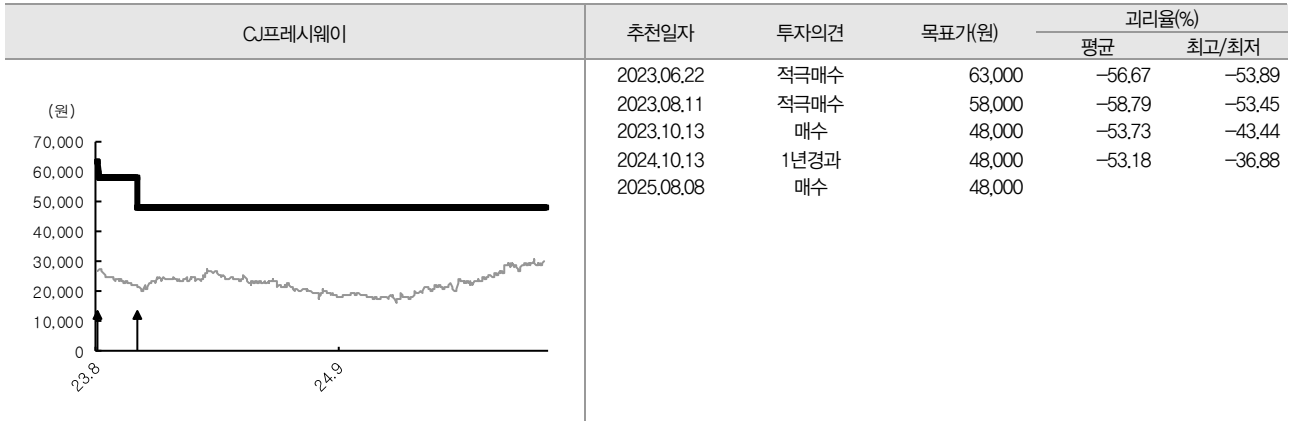 CJ프레시웨이
추천일자 투자의견 목표가(원) 괴리율(%)
평균 최고/최저
2023.06.22 적극매수 63,000 -56.67 -53.89
2023.08.11 적극매수 58,000 -58.79 -53.45
2023.10.13 매수 48,000 -53.73 -43.44
2024.10.13 1년경과 48,000 -53.18 -36.88
2025.08.08 매수 48,000
(원)
70,000
60,000
50,000
40,000
30,000
20,000
10,000
0
23.8 24.9